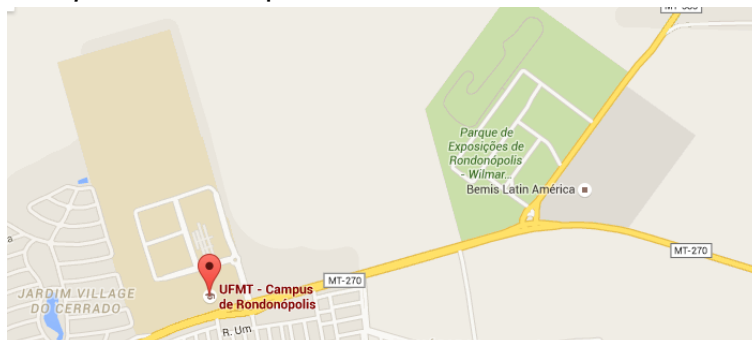 Parque de
Exposições de
Rondonópolis
- Wilmar...
Bemis Latin América
MT-270
MT-270
UFMT - Campus
de Rondonópolis
JARDIM VILLAGE
DO CERRADO
R. Um